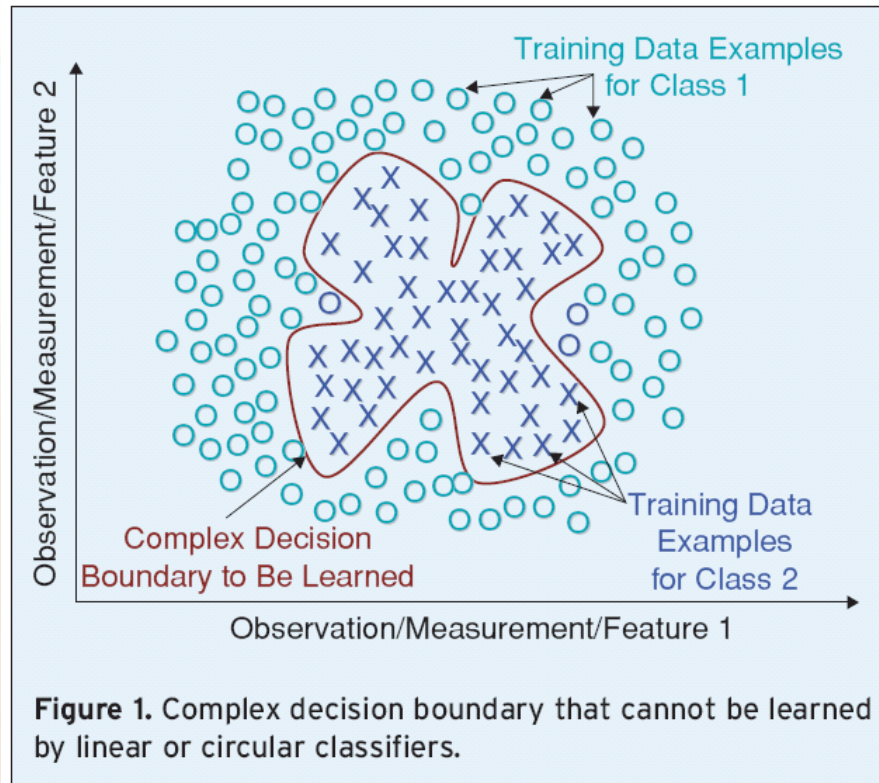 Training Data Examples
for Class 1
Observation/Measurement/Feature 2
Complex Decision
Boundary to Be Learned
Training Data
Examples
for Class 2
Observation/Measurement/Feature 1
Figure 1. Complex decision boundary that cannot be learned
by linear or circular classifiers.